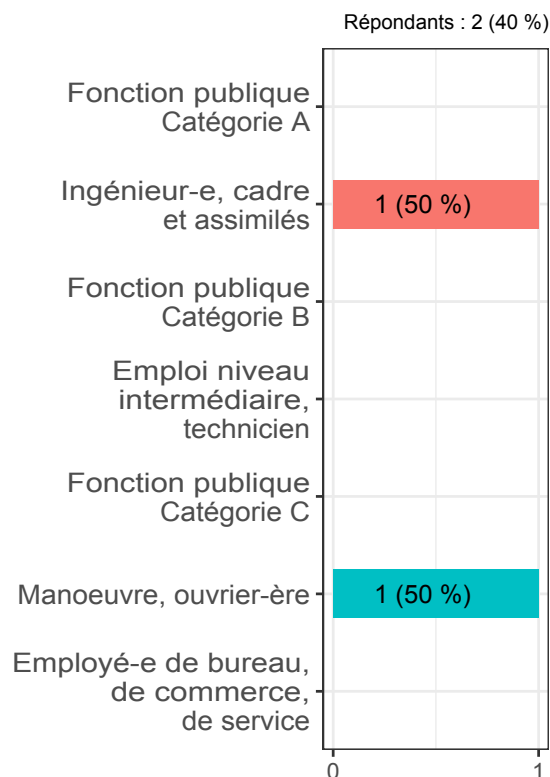 Répondants : 2 (40 %)
Fonction publique
Catégorie A
Ingénieur-e, cadre
et assimilés
1 (50 %)
Fonction publique
Catégorie B
Emploi niveau
intermédiaire,
technicien
Fonction publique
Catégorie C
Manoeuvre, ouvrier-ère
1 (50 %)
Employé-e de bureau,
de commerce,
de service
0
1